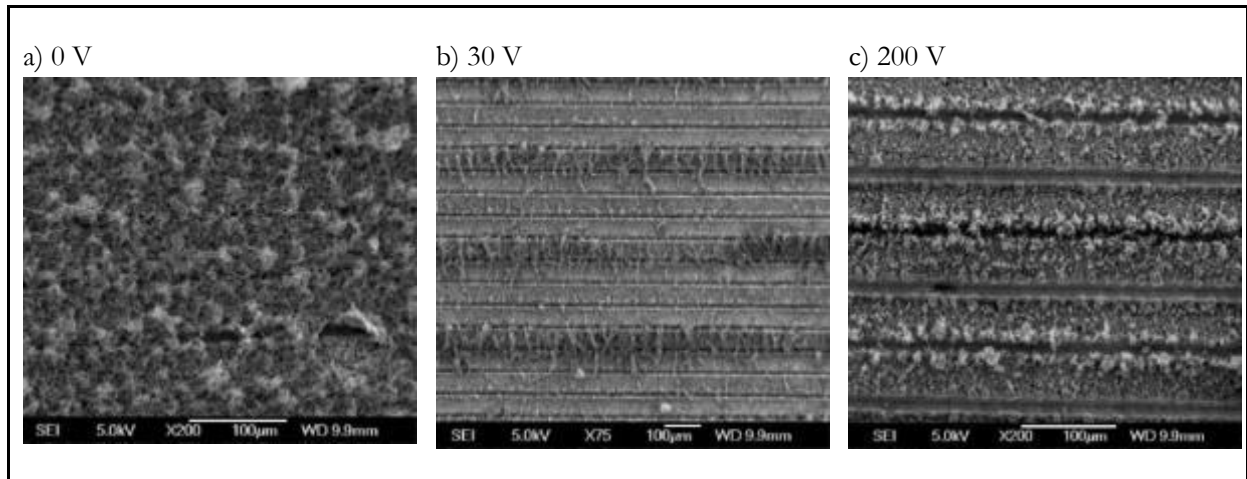 a) 0 V
b) 30 V
c) 200 V
SEI 5.0kV X200 100µm WD 9.9mm
SEI 5.0kV X75 100µm WD 9.9mm
SEI 5.0kV X200 100µm WD 9.9mm